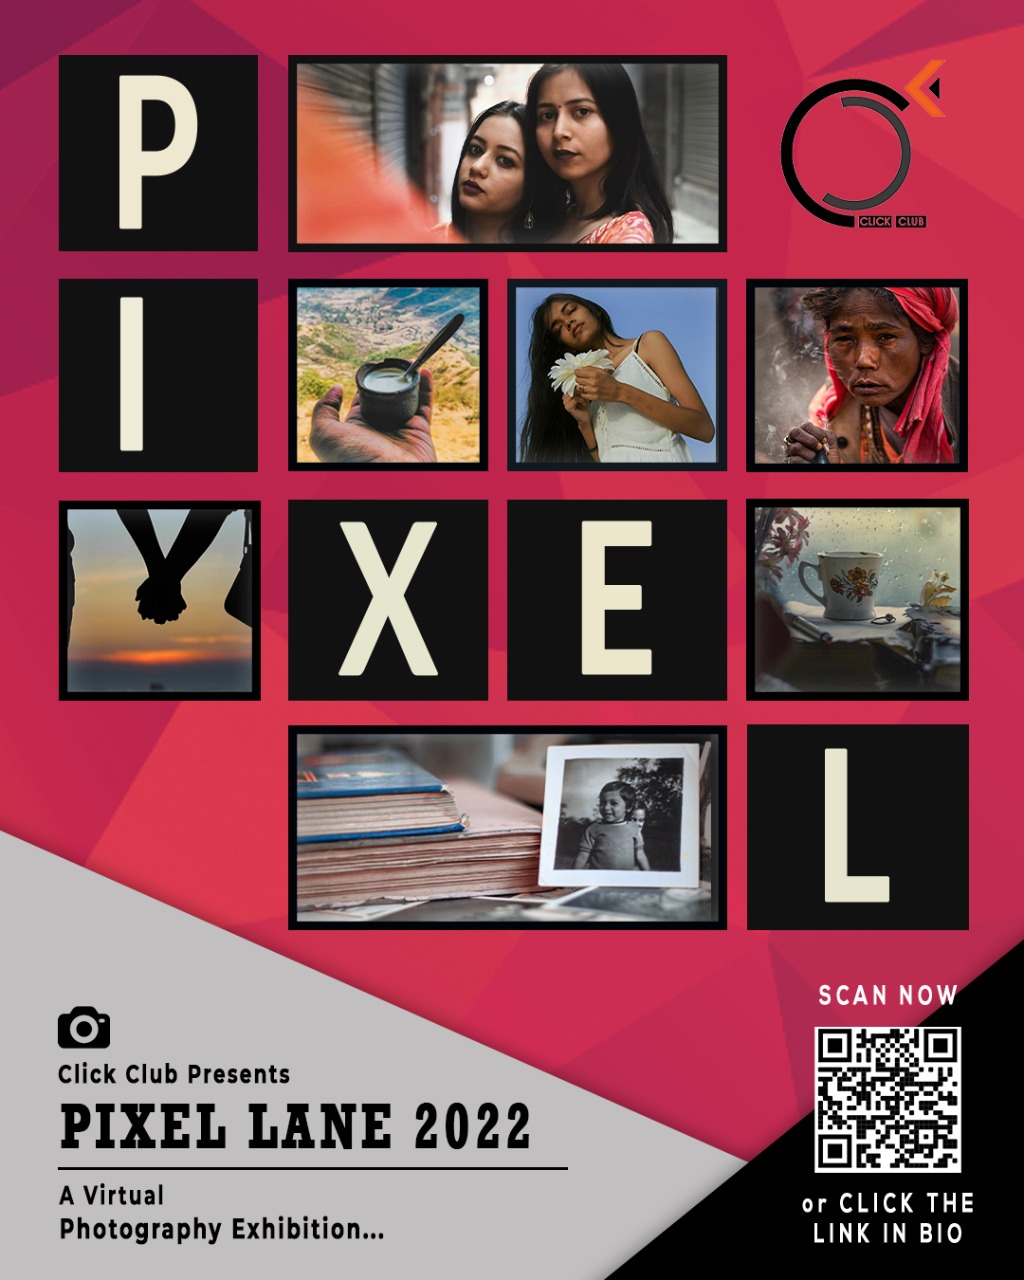 P
CLICK CLUB
I
X E
L
SCAN NOW
Click Club Presents
PIXEL LANE 2022
A Virtual
Photography Exhibition...
or CLICK THE
LINK IN BIO